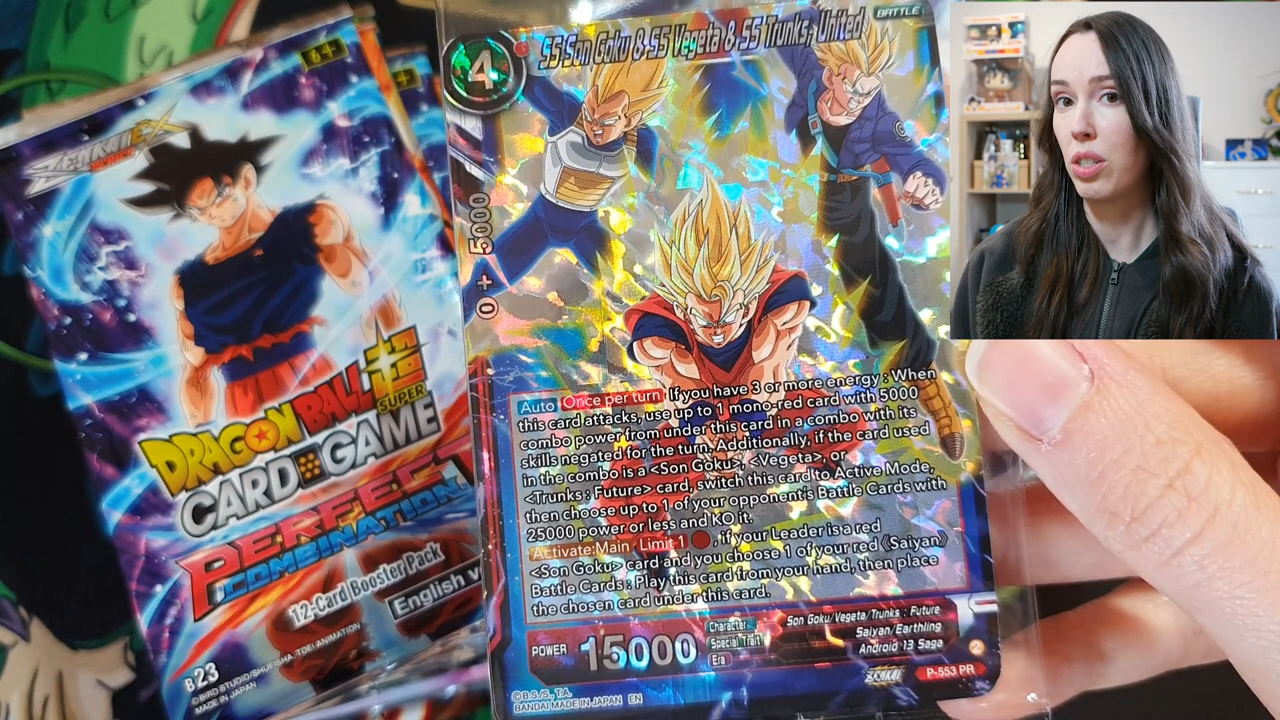 6+
ZENKAI SERIES EX
DRAGON BALL
超
SUPER
CARD GAME
PERFECT
COMBINATION
12-Card Booster Pack
English v
B23
©BIRD STUDIO/SHUEISHA, TOEI ANIMATION
MADE IN JAPAN
+
4
SS Son Goku & SS Vegeta & SS Trunks, United
BATTLE
0 + 5000
Auto Once per turn If you have 3 or more energy : When
this card attacks, use up to 1 mono-red card with 5000
combo power from under this card in a combo with its
skills negated for the turn. Additionally, if the card used
in the combo is a <Son Goku>, <Vegeta>, or
<Trunks : Future> card, switch this card to Active Mode,
then choose up to 1 of your opponent's Battle Cards with
25000 power or less and KO it.
Activate:Main Limit 1 , if your Leader is a red
<Son Goku> card and you choose 1 of your red 《Saiyan》
Battle Cards : Play this card from your hand, then place
the chosen card under this card.
POWER 15000
Character Son Goku/Vegeta/Trunks : Future
Special Trait Saiyan/Earthling
Era Android 13 Saga
2
ZENKAI
P-553 PR
©B.S./S., T.A.
BANDAI MADE IN JAPAN EN